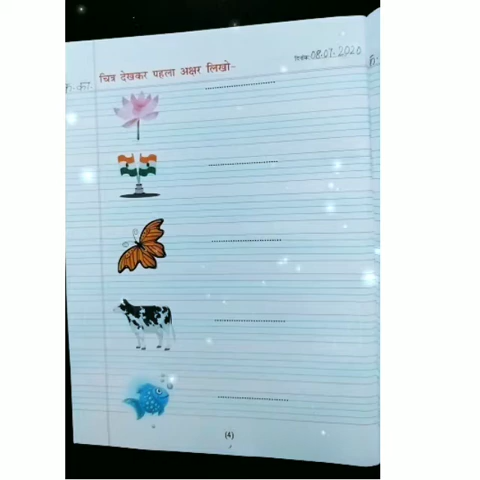 दिनांक-08.07.2020
चित्र देखकर पहला अक्षर लिखो-
(4)